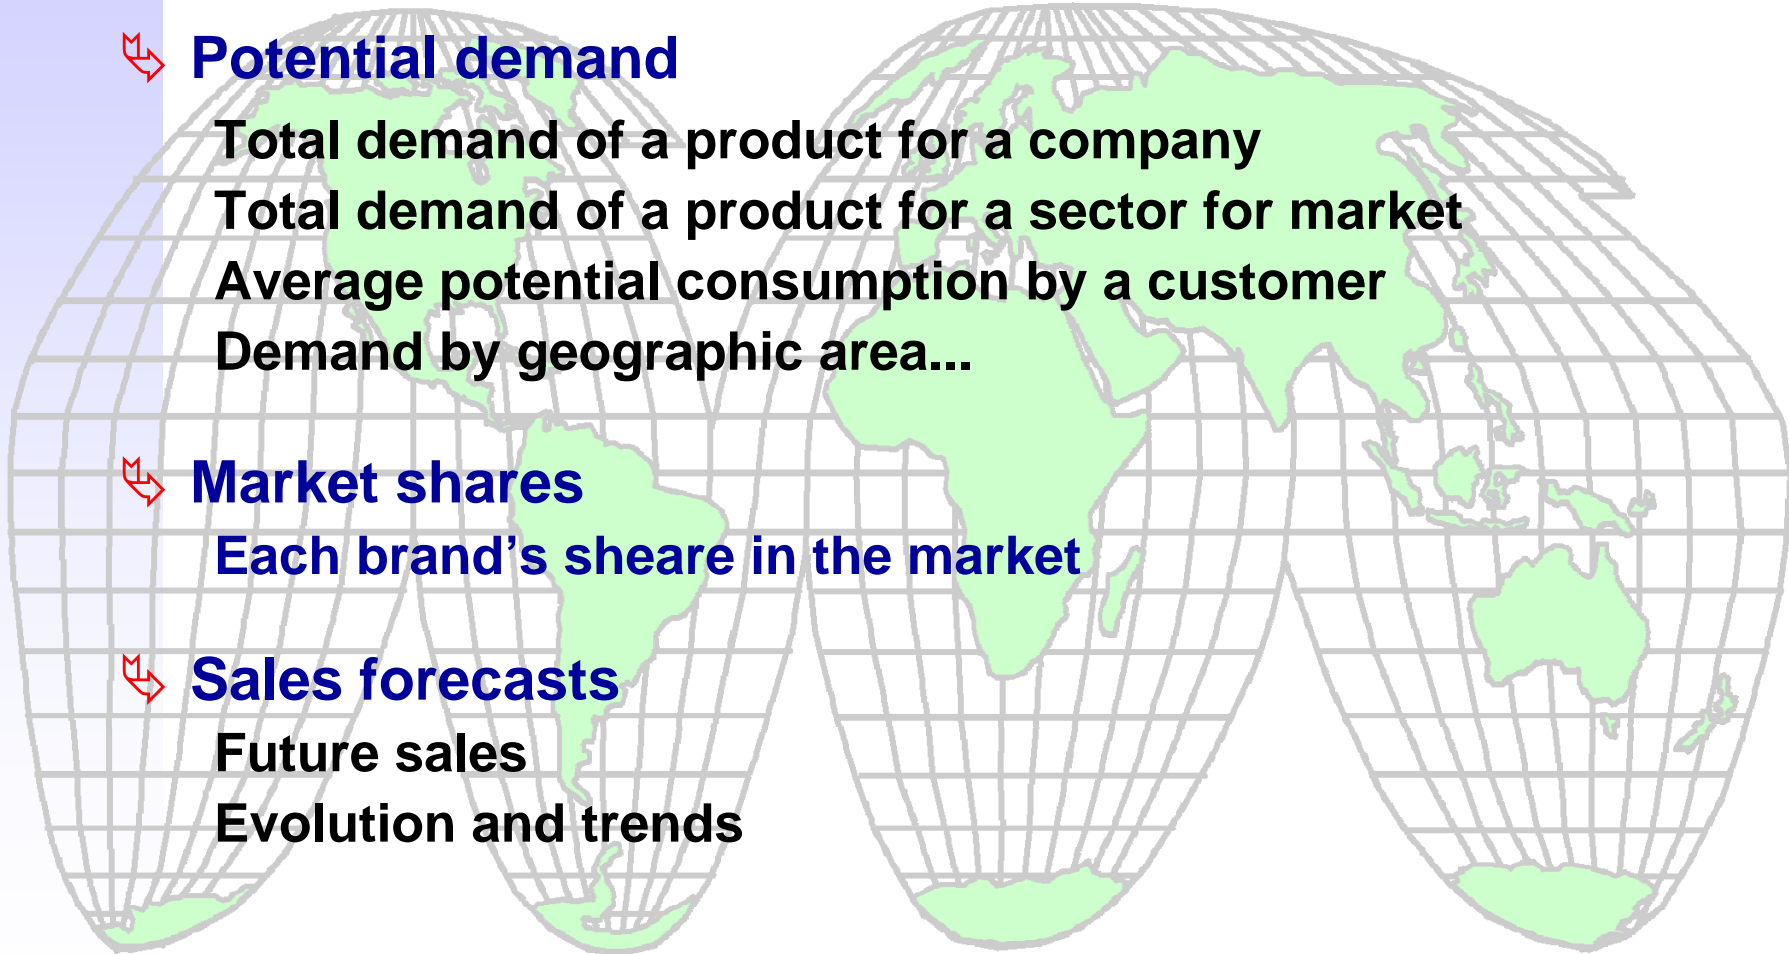 Potential demand
Total demand of a product for a company
Total demand of a product for a sector for market
Average potential consumption by a customer
Demand by geographic area...
Market shares
Each brand’s sheare in the market
Sales forecasts
Future sales
Evolution and trends